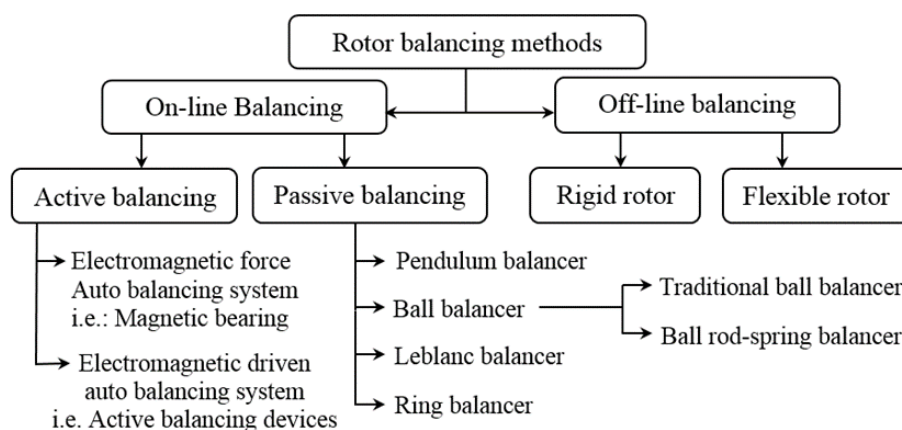 Rotor balancing methods
On-line Balancing
Off-line balancing
Active balancing
Passive balancing
Rigid rotor
Flexible rotor
Electromagnetic force
Auto balancing system
i.e.: Magnetic bearing
Electromagnetic driven
auto balancing system
i.e. Active balancing devices
Pendulum balancer
Ball balancer
Leblanc balancer
Ring balancer
Traditional ball balancer
Ball rod-spring balancer